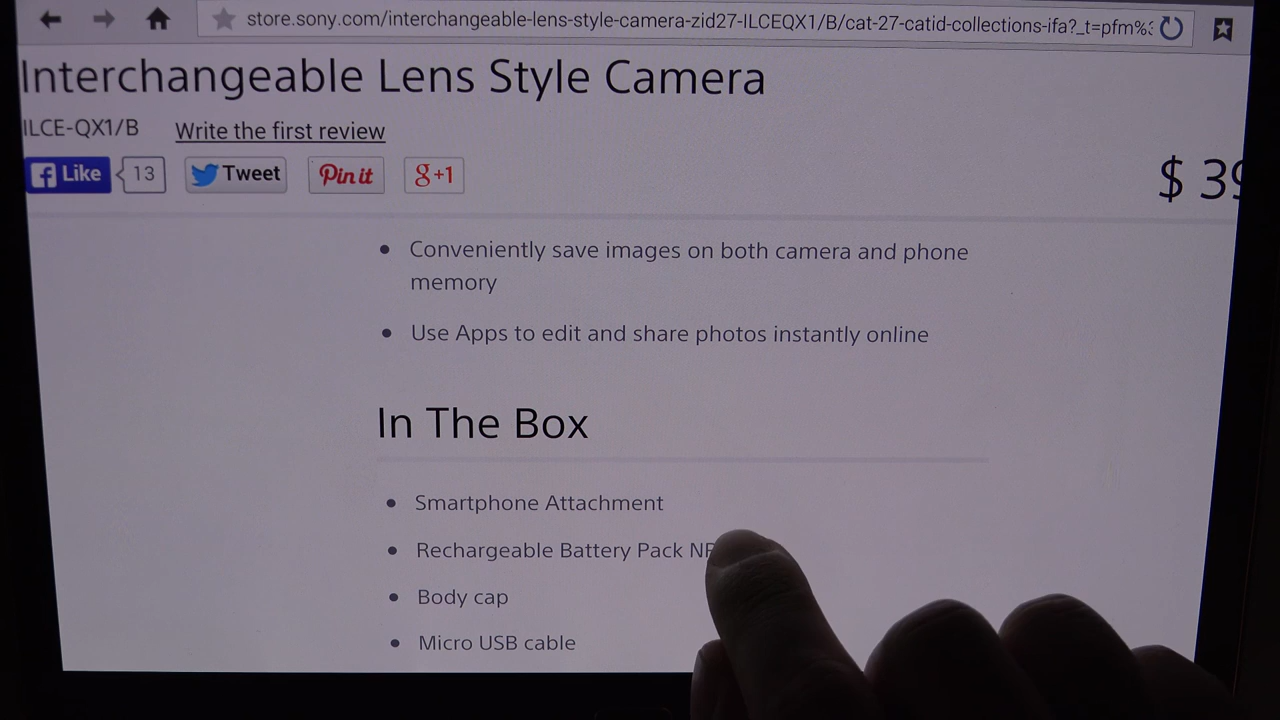 store.sony.com/interchangeable-lens-style-camera-zid27-ILCEQX1/B/cat-27-catid-collections-ifa?_t=pfm%
Interchangeable Lens Style Camera
ILCE-QX1/B Write the first review
Like 13 Tweet Pin it g+1
$ 39
Conveniently save images on both camera and phone
memory
Use Apps to edit and share photos instantly online
In The Box
Smartphone Attachment
Rechargeable Battery Pack
Body cap
Micro USB cable